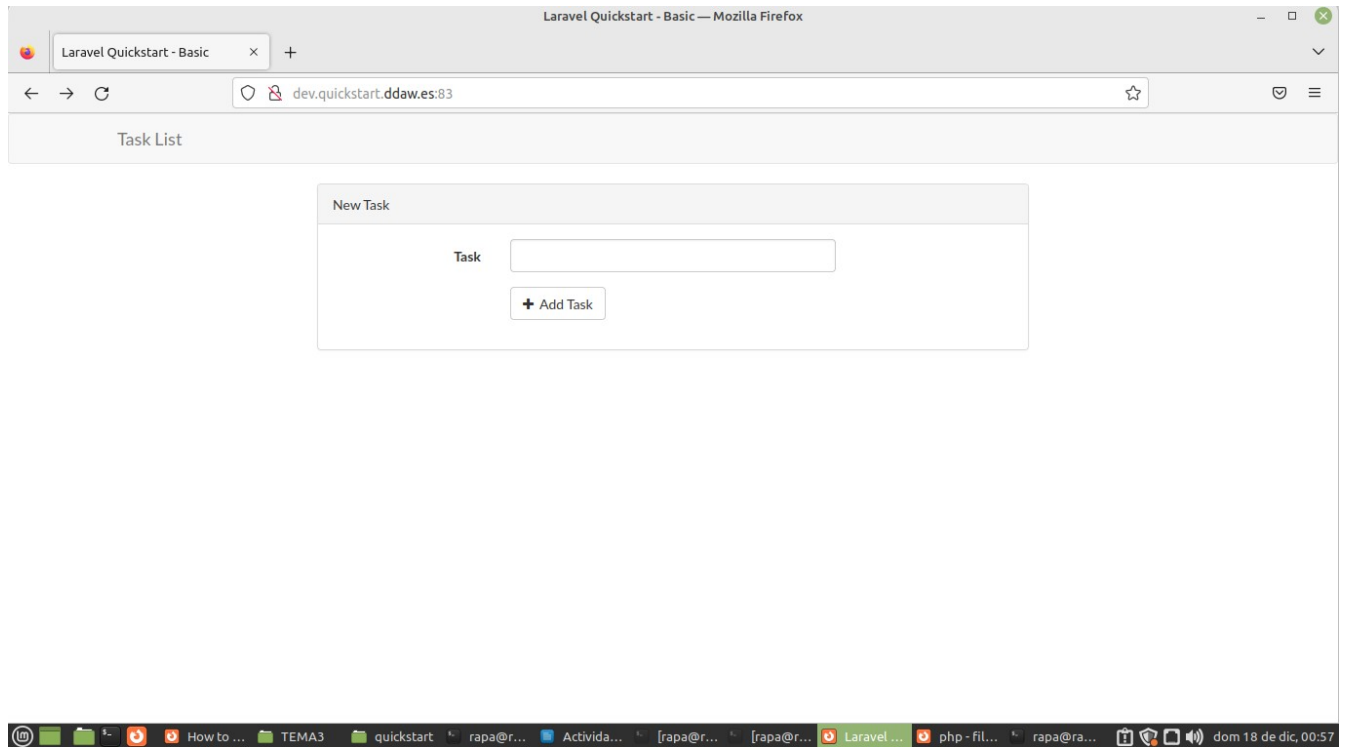 Laravel Quickstart - Basic — Mozilla Firefox
Laravel Quickstart - Basic
dev.quickstart.ddaw.es:83
Task List
New Task
Task
+ Add Task
How to ... TEMA3 quickstart rapa@r... Activida... [rapa@r... [rapa@r... Laravel ... php - fil... rapa@ra... dom 18 de dic, 00:57